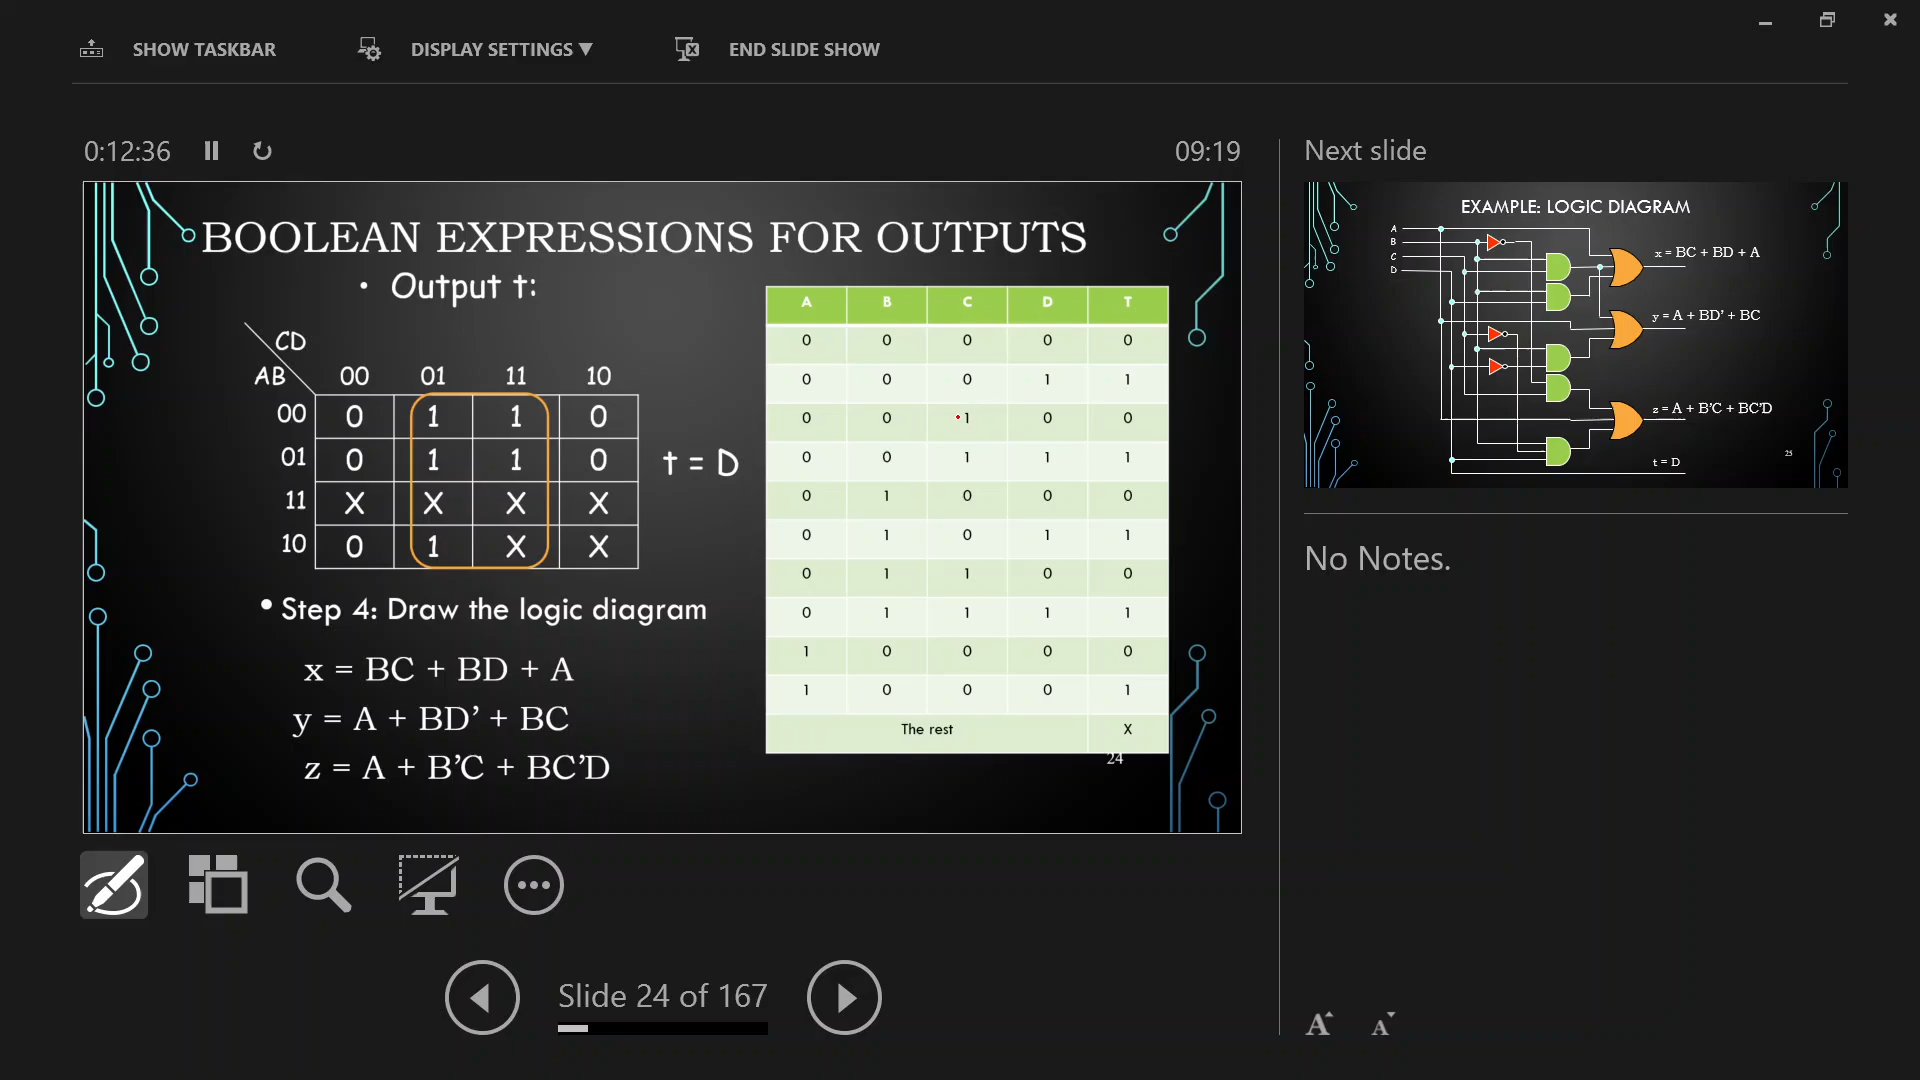 SHOW TASKBAR
DISPLAY SETTINGS ▼
END SLIDE SHOW
0:12:36
09:19
BOOLEAN EXPRESSIONS FOR OUTPUTS
• Output t:
CD
AB 00 01 11 10
00 0 1 1 0
01 0 1 1 0
11 X X X X
10 0 1 X X
t = D
• Step 4: Draw the logic diagram
x = BC + BD + A
y = A + BD’ + BC
z = A + B’C + BC’D
A B C D T
0 0 0 0 0
0 0 0 1 1
0 0 1 0 0
0 0 1 1 1
0 1 0 0 0
0 1 0 1 1
0 1 1 0 0
0 1 1 1 1
1 0 0 0 0
1 0 0 0 1
The rest X
24
Next slide
EXAMPLE: LOGIC DIAGRAM
A
B
C
D
x = BC + BD + A
y = A + BD’ + BC
z = A + B’C + BC’D
t = D
25
No Notes.
Slide 24 of 167
A A